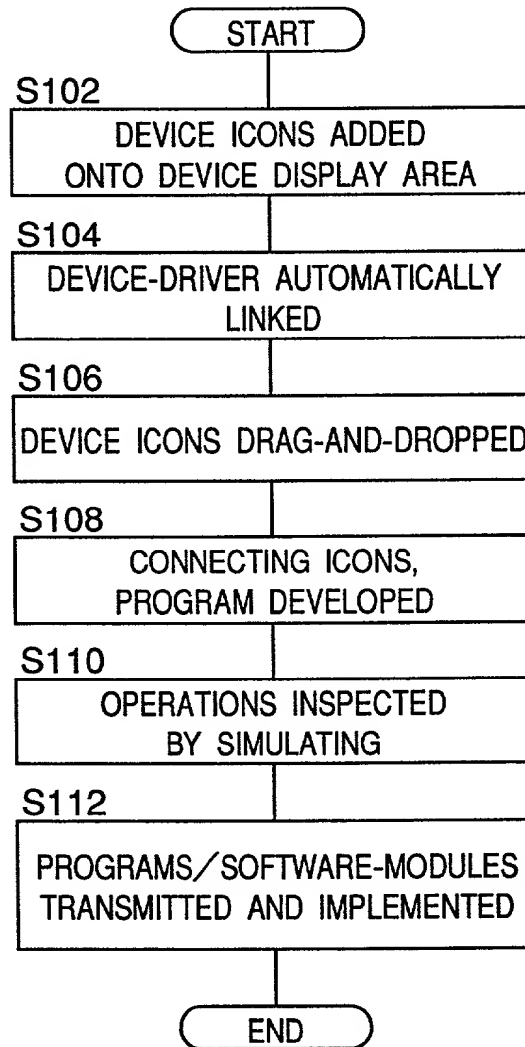 START
S102
DEVICE ICONS ADDED
ONTO DEVICE DISPLAY AREA
S104
DEVICE-DRIVER AUTOMATICALLY
LINKED
S106
DEVICE ICONS DRAG-AND-DROPPED
S108
CONNECTING ICONS,
PROGRAM DEVELOPED
S110
OPERATIONS INSPECTED
BY SIMULATING
S112
PROGRAMS/SOFTWARE-MODULES
TRANSMITTED AND IMPLEMENTED
END